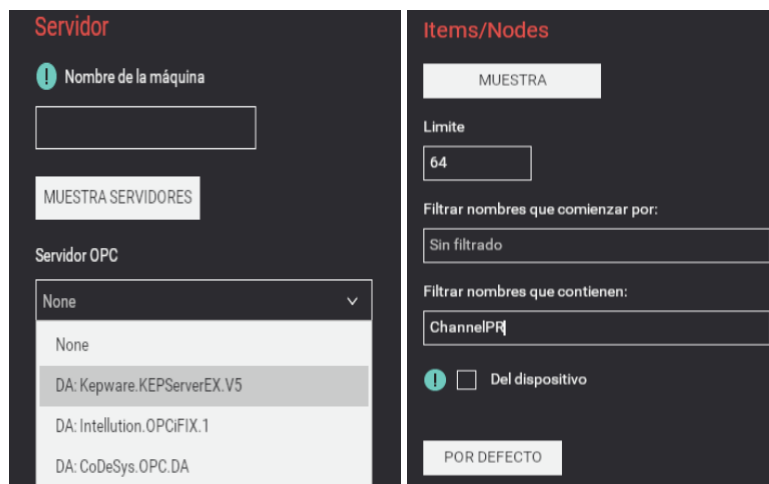 Servidor
Nombre de la máquina
MUESTRA SERVIDORES
Servidor OPC
None
None
DA: Kepware.KEPServerEX.V5
DA: Intellution.OPCiFIX.1
DA: CoDeSys.OPC.DA
Items/Nodes
MUESTRA
Limite
64
Filtrar nombres que comienzar por:
Sin filtrado
Filtrar nombres que contienen:
ChannelPR
Del dispositivo
POR DEFECTO